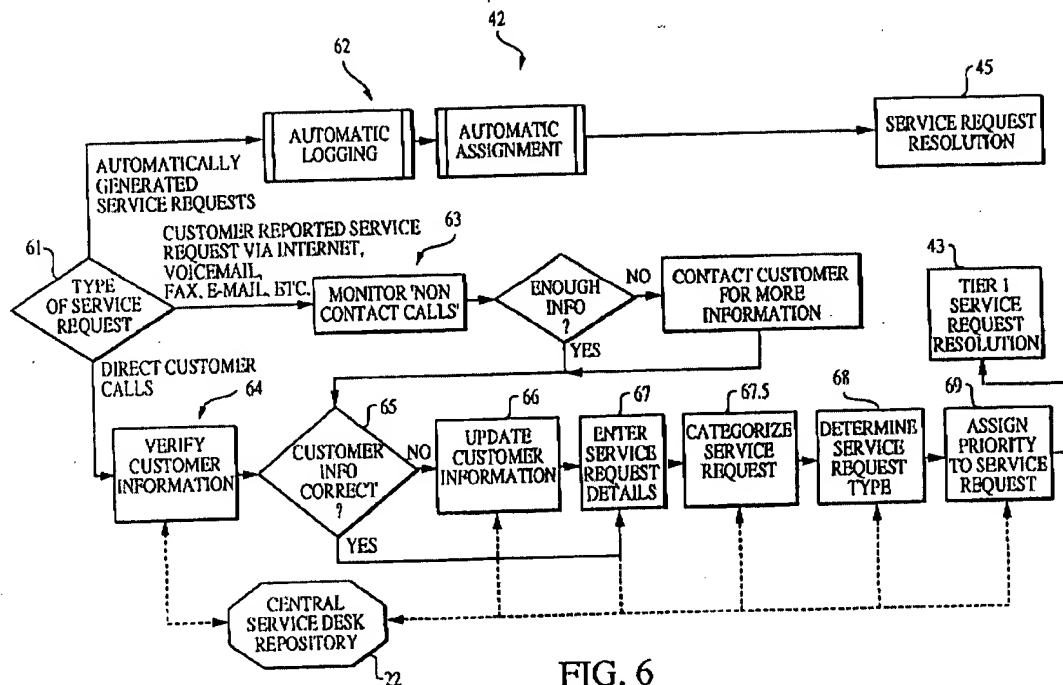 42
62
45
AUTOMATIC
LOGGING
AUTOMATIC
ASSIGNMENT
SERVICE REQUEST
RESOLUTION
AUTOMATICALLY
GENERATED
SERVICE REQUESTS
CUSTOMER REPORTED SERVICE
REQUEST VIA INTERNET,
VOICEMAIL,
FAX, E-MAIL, ETC.
61
TYPE
OF SERVICE
REQUEST
63
MONITOR 'NON
CONTACT CALLS'
ENOUGH
INFO
?
NO
YES
CONTACT CUSTOMER
FOR MORE
INFORMATION
43
TIER 1
SERVICE
REQUEST
RESOLUTION
DIRECT CUSTOMER
CALLS
64
VERIFY
CUSTOMER
INFORMATION
65
CUSTOMER
INFO
CORRECT
?
NO
YES
66
UPDATE
CUSTOMER
INFORMATION
67
ENTER
SERVICE
REQUEST
DETAILS
67.5
CATEGORIZE
SERVICE
REQUEST
68
DETERMINE
SERVICE
REQUEST
TYPE
69
ASSIGN
PRIORITY
TO SERVICE
REQUEST
CENTRAL
SERVICE DESK
REPOSITORY
22
FIG. 6